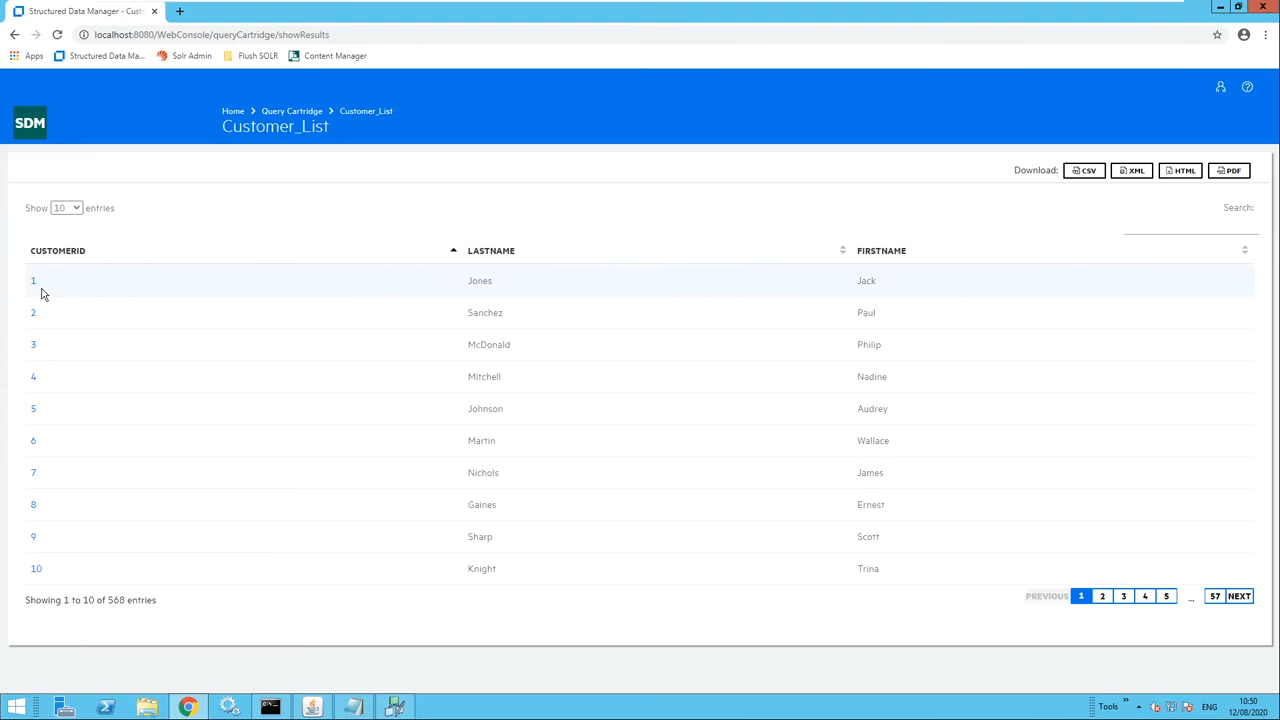 Structured Data Manager - Custom
localhost:8080/WebConsole/queryCartridge/showResults
Apps Structured Data Ma... Solr Admin Flush SOLR Content Manager
SDM
Home > Query Cartridge > Customer_List
Customer_List
Download: CSV XML HTML PDF
Show 10 entries Search:
CUSTOMERID LASTNAME FIRSTNAME
1 Jones Jack
2 Sanchez Paul
3 McDonald Philip
4 Mitchell Nadine
5 Johnson Audrey
6 Martin Wallace
7 Nichols James
8 Gaines Ernest
9 Sharp Scott
10 Knight Trina
Showing 1 to 10 of 568 entries PREVIOUS 1 2 3 4 5 ... 57 NEXT
Tools ENG 10:50
12/08/2020